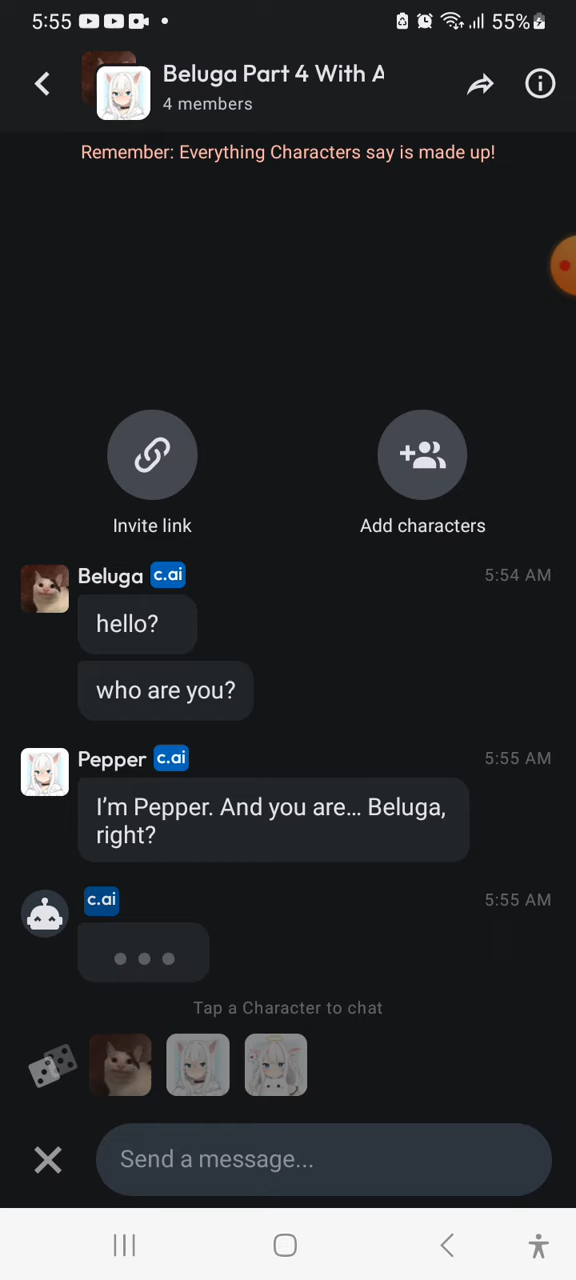 5:55
55%
Beluga Part 4 With A
4 members
Remember: Everything Characters say is made up!
Invite link
Add characters
Beluga c.ai 5:54 AM
hello?
who are you?
Pepper c.ai 5:55 AM
I'm Pepper. And you are... Beluga,
right?
c.ai 5:55 AM
Tap a Character to chat
Send a message...